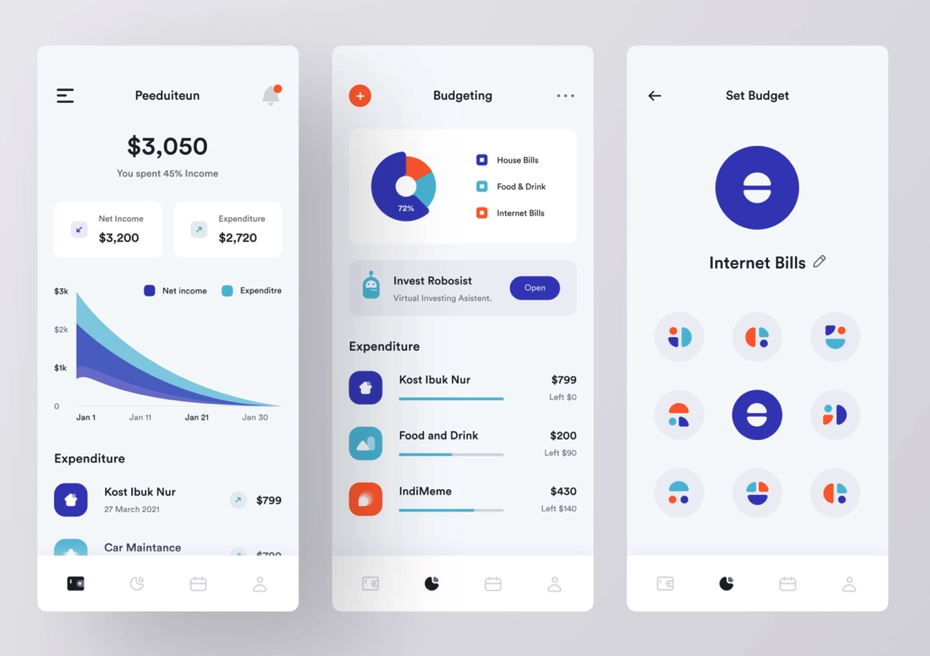 Peeduiteun
$3,050
You spent 45% Income
Net Income
$3,200
Expenditure
$2,720
Net income
Expenditre
$3k
$2k
$1k
0
Jan 1
Jan 11
Jan 21
Jan 30
Expenditure
Kost Ibuk Nur
27 March 2021
$799
Car Maintance
Budgeting
72%
House Bills
Food & Drink
Internet Bills
Invest Robosist
Virtual Investing Asistent.
Open
Expenditure
Kost Ibuk Nur
$799
Left $0
Food and Drink
$200
Left $90
IndiMeme
$430
Left $140
Set Budget
Internet Bills